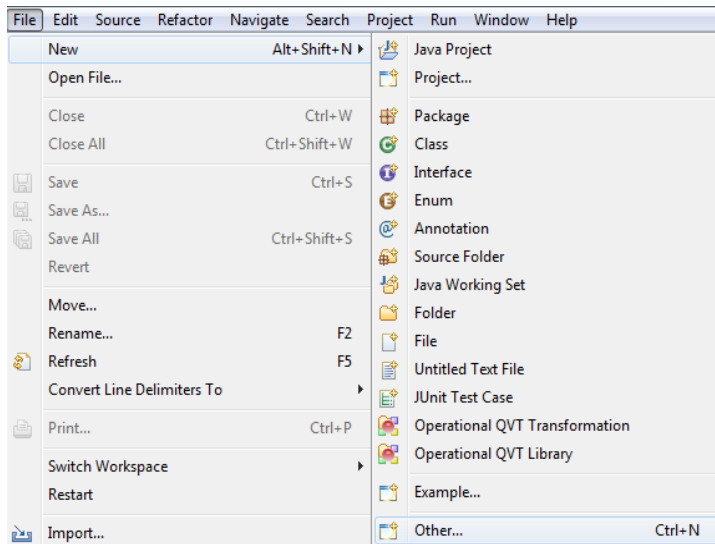 File Edit Source Refactor Navigate Search Project Run Window Help
New Alt+Shift+N
Open File...
Close Ctrl+W
Close All Ctrl+Shift+W
Save Ctrl+S
Save As...
Save All Ctrl+Shift+S
Revert
Move...
Rename... F2
Refresh F5
Convert Line Delimiters To
Print... Ctrl+P
Switch Workspace
Restart
Import...
Java Project
Project...
Package
Class
Interface
Enum
Annotation
Source Folder
Java Working Set
Folder
File
Untitled Text File
JUnit Test Case
Operational QVT Transformation
Operational QVT Library
Example...
Other... Ctrl+N